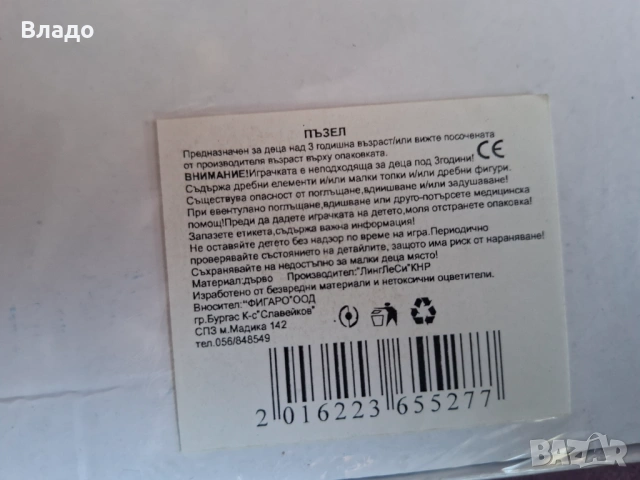 Владо
ПЪЗЕЛ
Предназначен за деца над 3 годишна възраст/или вижте посочената
от производителя възраст върху опаковката.
ВНИМАНИЕ!Играчката е неподходяща за деца под 3години! CE
Съдържа дребни елементи и/или малки топки и/или дребни фигури.
Съществува опасност от поглъщане,вдишване и/или задушаване!
При евентулано поглъщане,вдишване или друго-потърсете медицинска
помощ!Преди да дадете играчката на детето,моля отстранете опаковка!
Запазете етикета,съдържа важна информация!
Не оставяйте детето без надзор по време на игра.Периодично
проверявайте състоянието на детайлите, защото има риск от нараняване!
Съхранявайте на недостъпно за малки деца място!
Материал:дърво Производител:"ЛингЛеСи"КНР
Изработено от безвредни материали и нетоксични оцветители.
Вносител:"ФИГАРО"ООД
гр.Бургас К-с"Славейков"
СПЗ м.Мадика 142
тел.056/848549
2 016223 655277
BAZAR